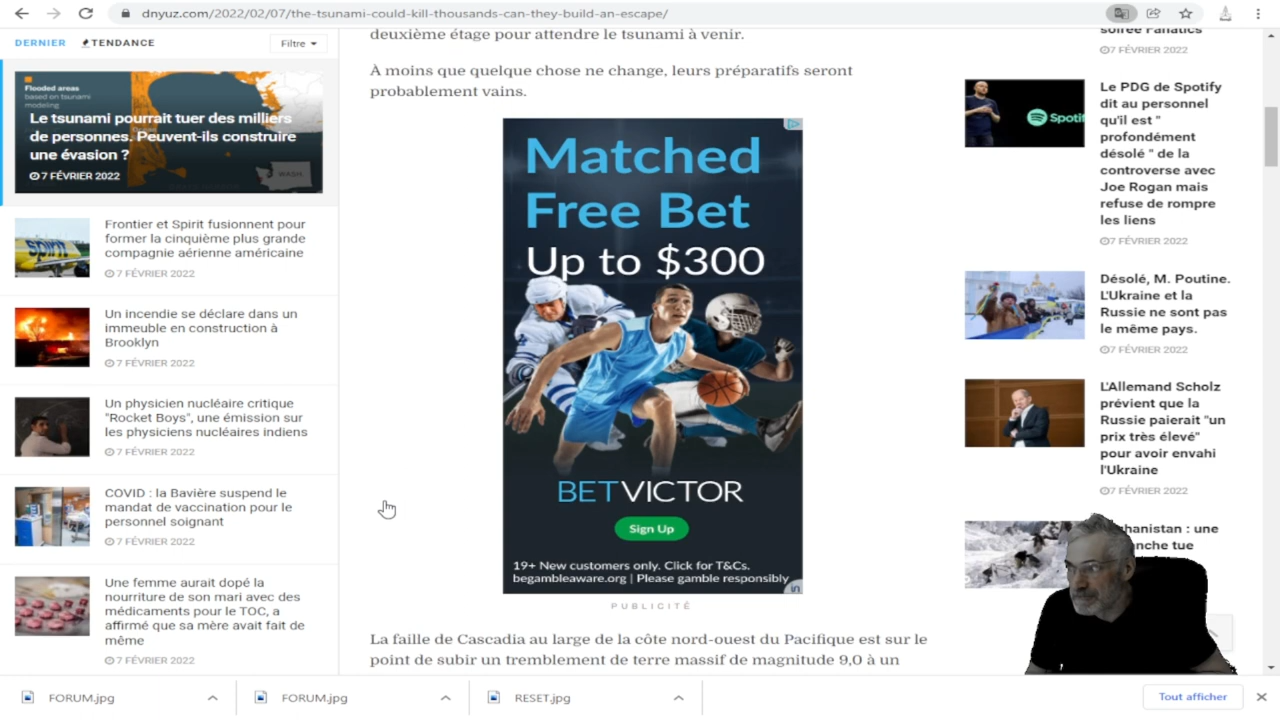 dnyuz.com/2022/02/07/the-tsunami-could-kill-thousands-can-they-build-an-escape/
DERNIER
TENDANCE
Filtre
Flooded areas
based on tsunami
modeling
WASH.
Le tsunami pourrait tuer des milliers
de personnes. Peuvent-ils construire
une évasion ?
7 FÉVRIER 2022
spirit
Frontier et Spirit fusionnent pour
former la cinquième plus grande
compagnie aérienne américaine
7 FÉVRIER 2022
Un incendie se déclare dans un
immeuble en construction à
Brooklyn
7 FÉVRIER 2022
Un physicien nucléaire critique
"Rocket Boys", une émission sur
les physiciens nucléaires indiens
7 FÉVRIER 2022
COVID : la Bavière suspend le
mandat de vaccination pour le
personnel soignant
7 FÉVRIER 2022
Une femme aurait dopé la
nourriture de son mari avec des
médicaments pour le TOC, a
affirmé que sa mère avait fait de
même
7 FÉVRIER 2022
deuxième étage pour attendre le tsunami à venir.
À moins que quelque chose ne change, leurs préparatifs seront
probablement vains.
Matched
Free Bet
Up to $300
BETVICTOR
Sign Up
19+ New customers only. Click for T&Cs.
begambleaware.org | Please gamble responsibly
PUBLICITÉ
La faille de Cascadia au large de la côte nord-ouest du Pacifique est sur le
point de subir un tremblement de terre massif de magnitude 9,0 à un
soirée Fanatics
7 FÉVRIER 2022
Spotif
Le PDG de Spotify
dit au personnel
qu'il est "
profondément
désolé " de la
controverse avec
Joe Rogan mais
refuse de rompre
les liens
7 FÉVRIER 2022
Désolé, M. Poutine.
L'Ukraine et la
Russie ne sont pas
le même pays.
7 FÉVRIER 2022
L'Allemand Scholz
prévient que la
Russie paierait "un
prix très élevé"
pour avoir envahi
l'Ukraine
7 FÉVRIER 2022
hanistan : une
anche tue
FORUM.jpg
FORUM.jpg
RESET.jpg
Tout afficher